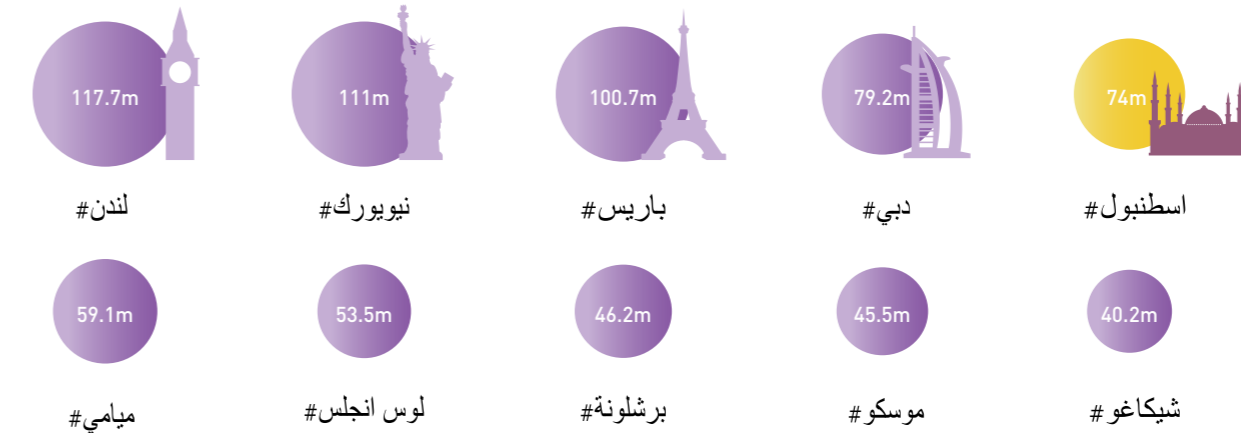 117.7m
111m
100.7m
79.2m
74m
#لندن
#نيويورك
#باريس
#دبي
#اسطنبول
59.1m
53.5m
46.2m
45.5m
40.2m
#ميامي
#لوس انجلس
#برشلونة
#موسكو
#شيكاغو